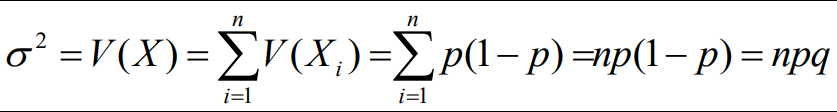 σ² = V(X) = ∑_{i=1}^{n} V(X_i) = ∑_{i=1}^{n} p(1 − p) = np(1 − p) = npq